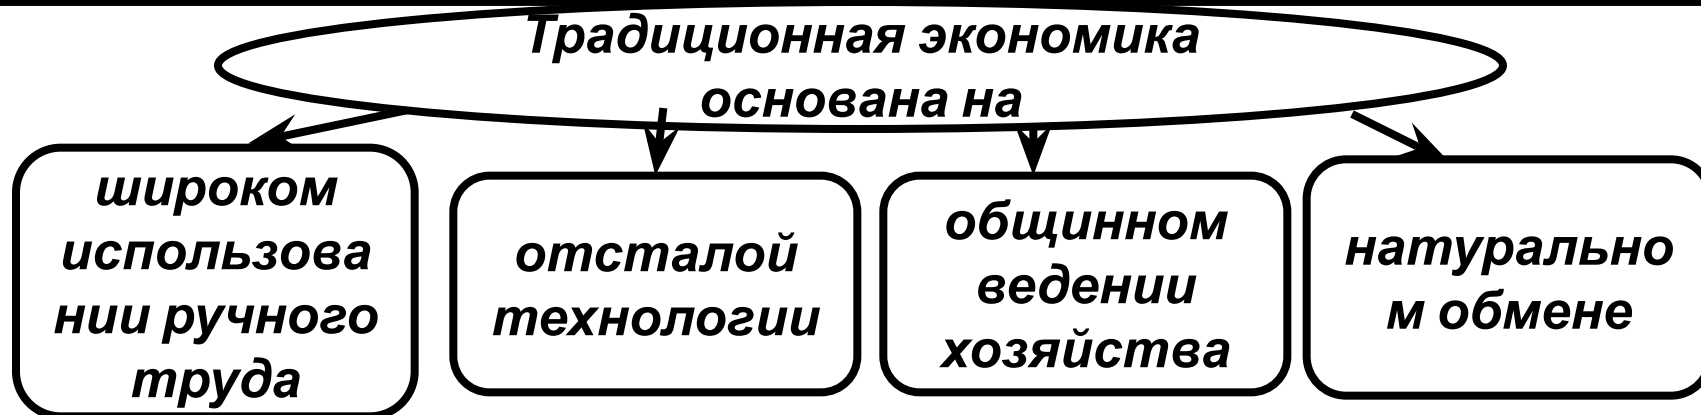 Традиционная экономика
основана на
широком
использова
нии ручного
труда
отсталой
технологии
общинном
ведении
хозяйства
натурально
м обмене